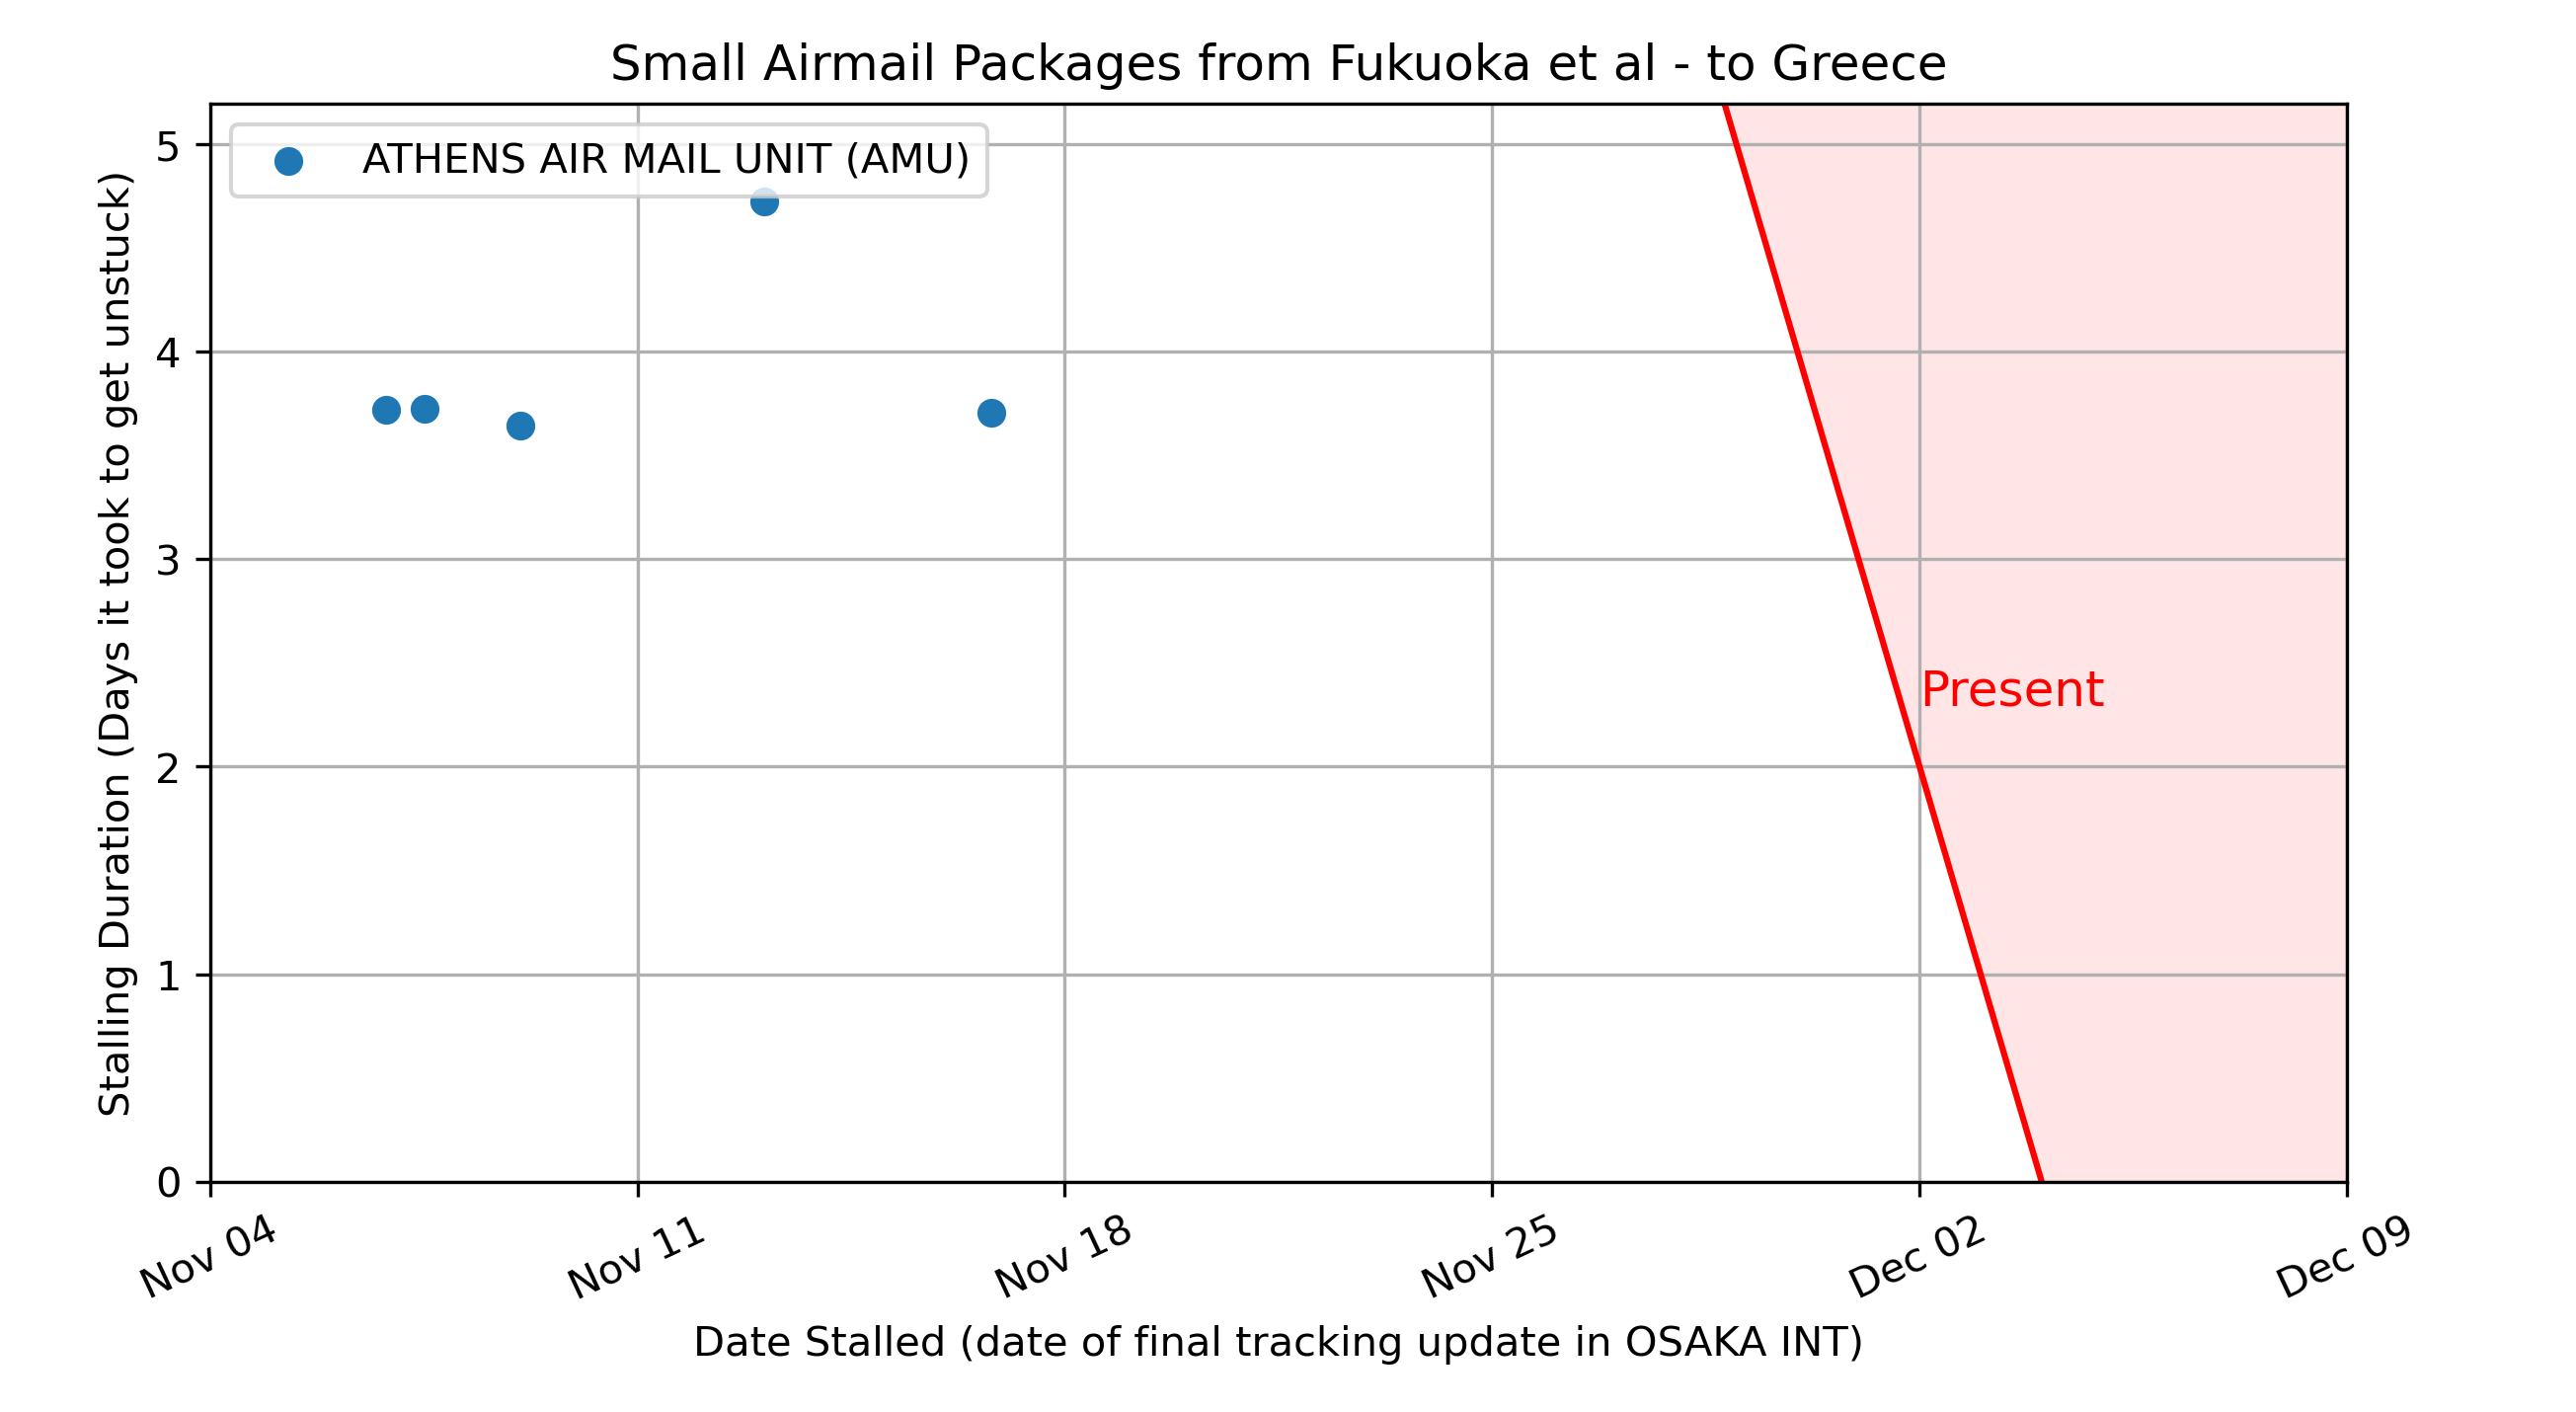 Small Airmail Packages from Fukuoka et al - to Greece
ATHENS AIR MAIL UNIT (AMU)
Stalling Duration (Days it took to get unstuck)
5
4
3
2
1
0
Present
Nov 04
Nov 11
Nov 18
Nov 25
Dec 02
Dec 09
Date Stalled (date of final tracking update in OSAKA INT)